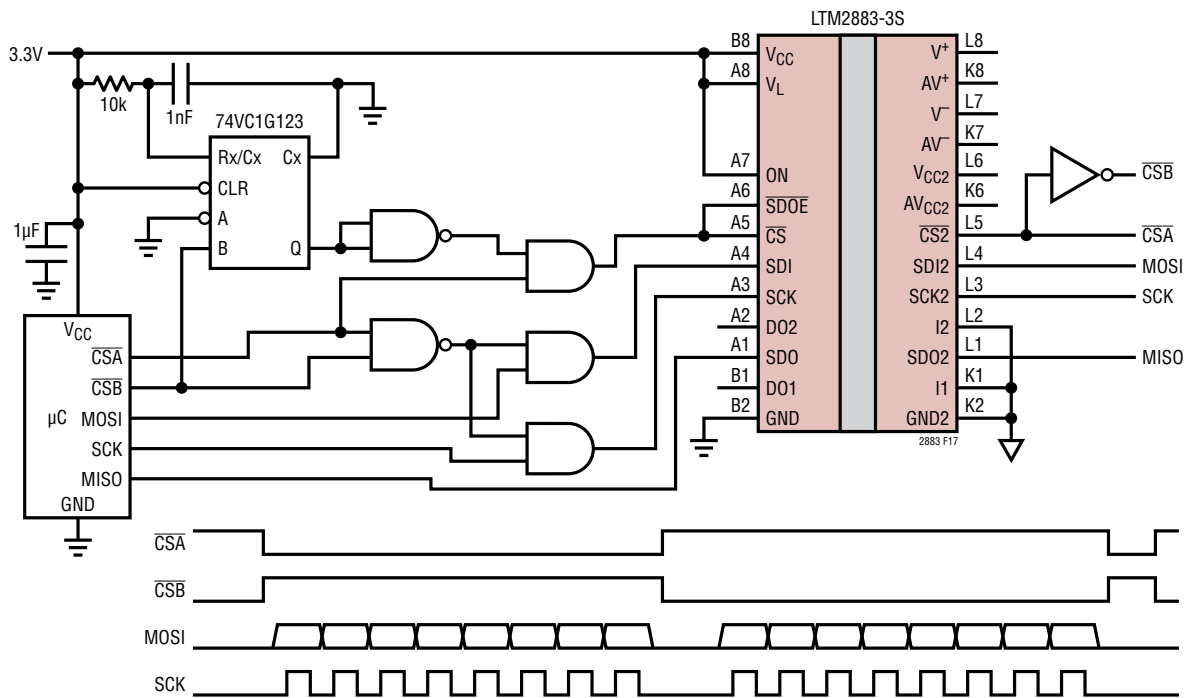 LTM2883-3S
3.3V
10k
1nF
74VC1G123
Rx/Cx
Cx
CLR
A
B
Q
1µF
VCC
CSA
CSB
µC
MOSI
SCK
MISO
GND
B8
VCC
A8
VL
A7
ON
A6
SDOE
A5
CS
A4
SDI
A3
SCK
A2
DO2
A1
SDO
B1
DO1
B2
GND
V+
L8
AV+
K8
V–
L7
AV–
K7
VCC2
L6
AVCC2
K6
CS2
L5
SDI2
L4
SCK2
L3
I2
L2
SDO2
L1
I1
K1
GND2
K2
2883 F17
CSB
CSA
MOSI
SCK
MISO
CSA
CSB
MOSI
SCK